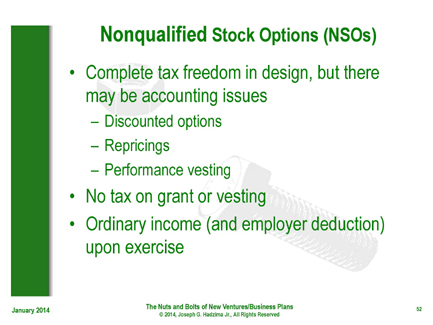 Nonqualified Stock Options (NSOs)
• Complete tax freedom in design, but there
may be accounting issues
– Discounted options
– Repricings
– Performance vesting
• No tax on grant or vesting
• Ordinary income (and employer deduction)
upon exercise
January 2014
The Nuts and Bolts of New Ventures/Business Plans
© 2014, Joseph G. Hadzima Jr., All Rights Reserved
52